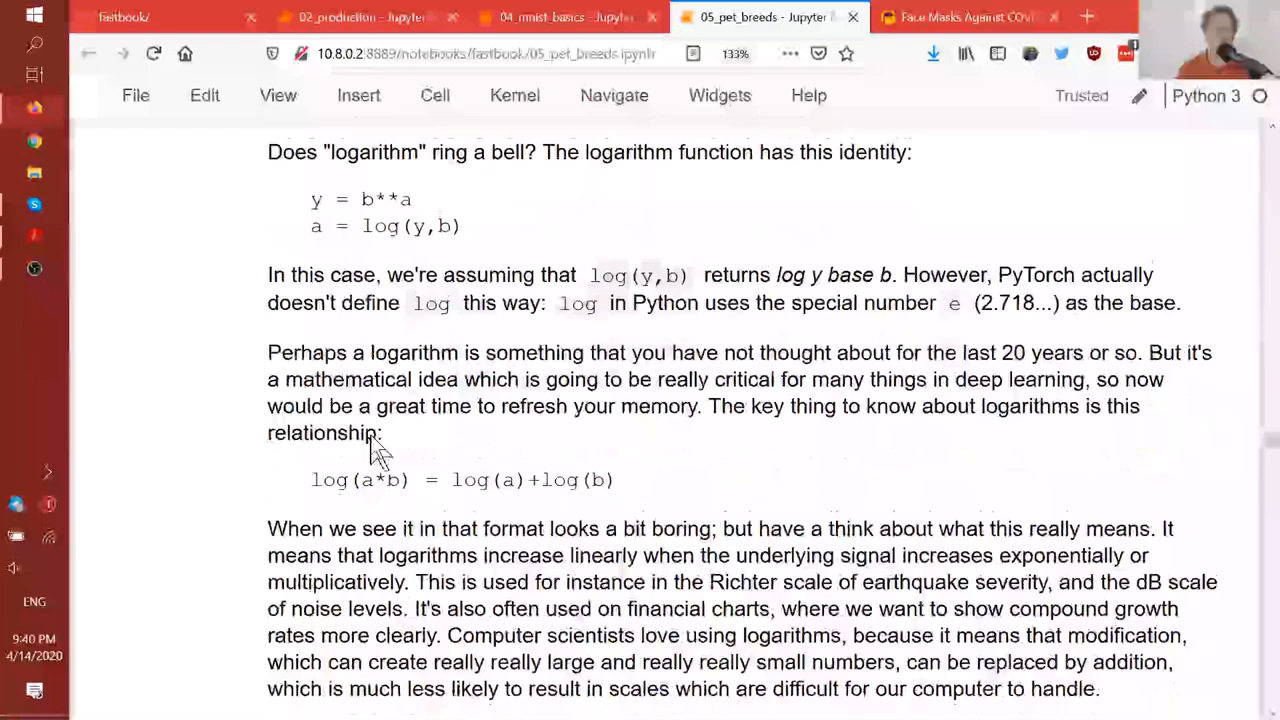 fastbook/
02_production - Jupyter
04_mnist_basics - Jupyter
05_pet_breeds - Jupyter
Face Masks Against COVI
10.8.0.2:8889/notebooks/fastbook/05_pet_breeds.ipynb
133%
File Edit View Insert Cell Kernel Navigate Widgets Help Trusted Python 3
Does "logarithm" ring a bell? The logarithm function has this identity:
y = b**a
a = log(y,b)
In this case, we're assuming that log(y,b) returns log y base b. However, PyTorch actually
doesn't define log this way: log in Python uses the special number e (2.718...) as the base.
Perhaps a logarithm is something that you have not thought about for the last 20 years or so. But it's
a mathematical idea which is going to be really critical for many things in deep learning, so now
would be a great time to refresh your memory. The key thing to know about logarithms is this
relationship:
log(a*b) = log(a)+log(b)
When we see it in that format looks a bit boring; but have a think about what this really means. It
means that logarithms increase linearly when the underlying signal increases exponentially or
multiplicatively. This is used for instance in the Richter scale of earthquake severity, and the dB scale
of noise levels. It's also often used on financial charts, where we want to show compound growth
rates more clearly. Computer scientists love using logarithms, because it means that modification,
which can create really really large and really really small numbers, can be replaced by addition,
which is much less likely to result in scales which are difficult for our computer to handle.
ENG
9:40 PM
4/14/2020